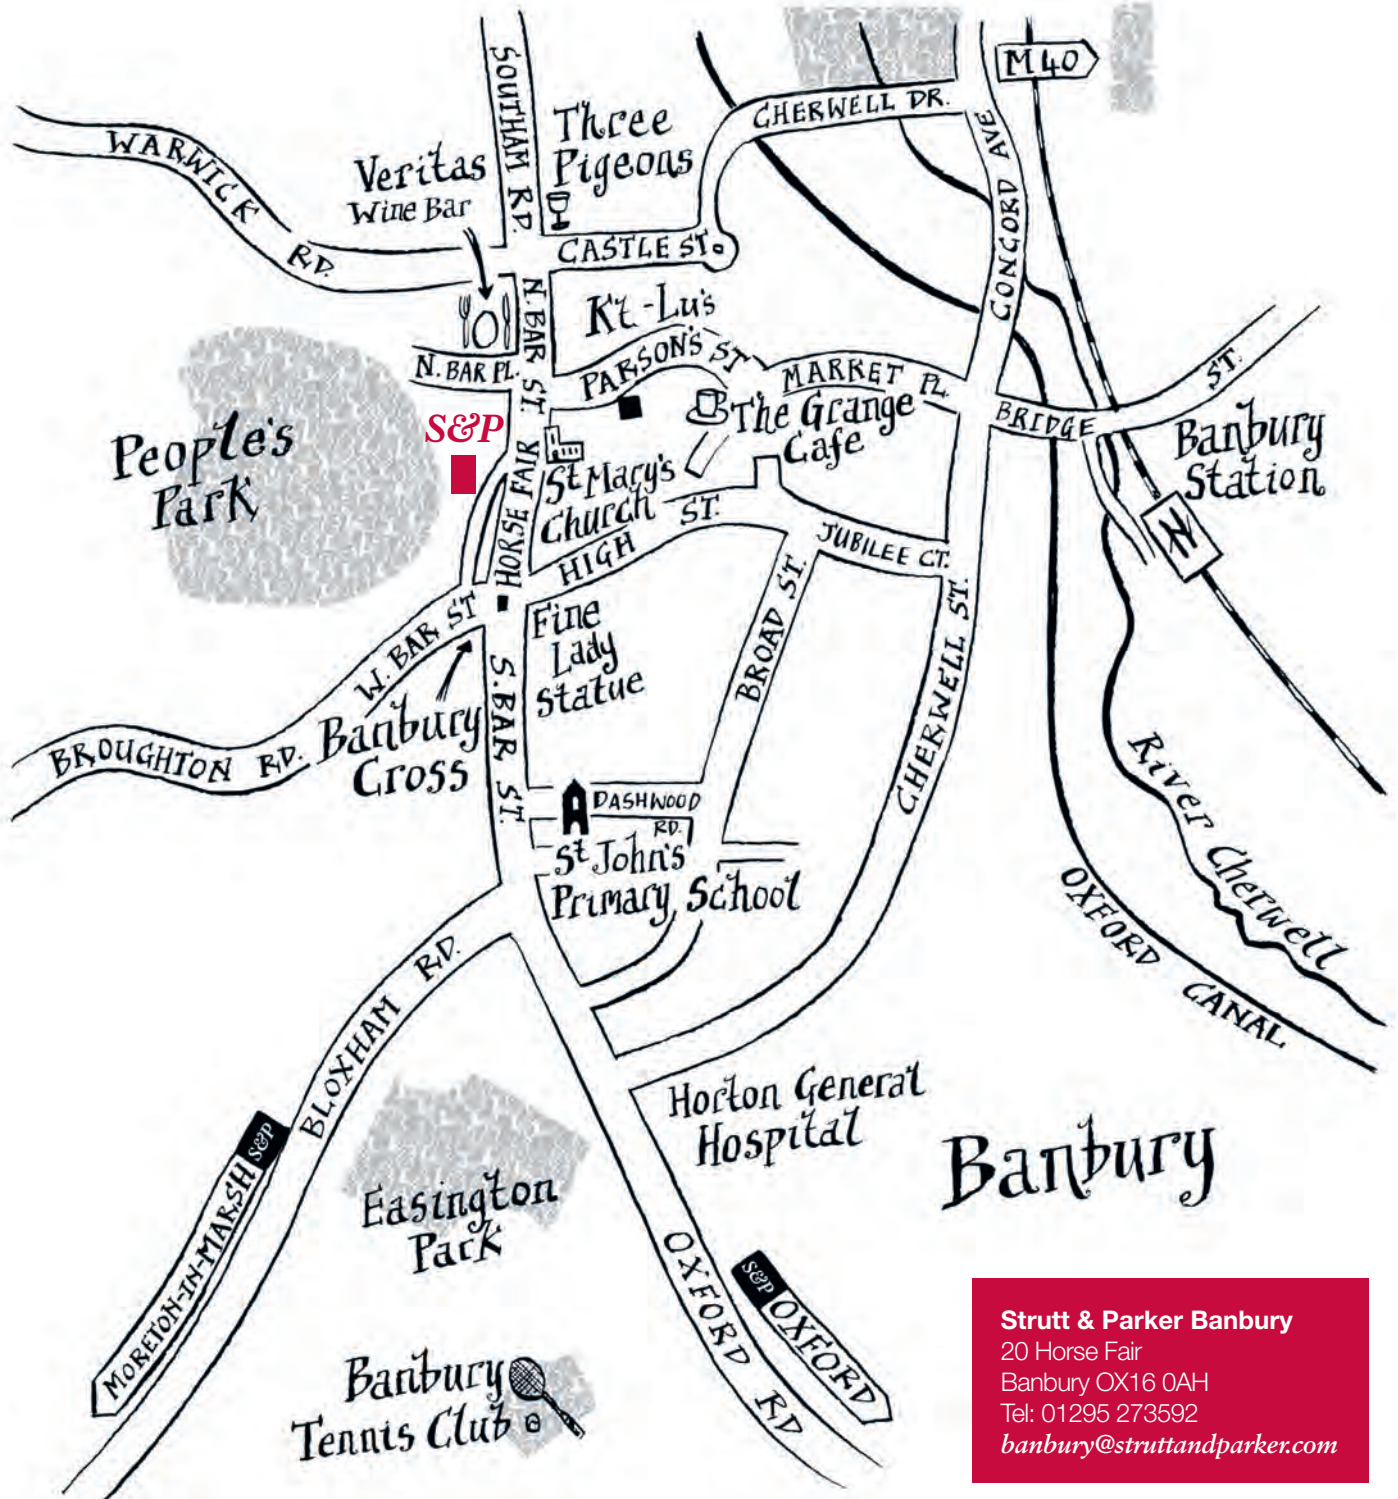 SOUTHAM RD.
M40
CHERWELL DR.
Three
Pigeons
WARWICK RD.
Veritas
Wine Bar
CONCORD AVE
CASTLE ST.
N. BAR ST.
Kt-Lu's
PARSON'S ST
N. BAR PL.
MARKET PL
The Grange
Cafe
BRIDGE ST.
Banbury
Station
S&P
People's
Park
HORSE FAIR
St Mary's
Church
HIGH ST.
JUBILEE CT.
BROAD ST.
CHERWELL ST.
W. BAR ST
Fine
Lady
Statue
S. BAR ST.
Banbury
Cross
BROUGHTON RD.
DASHWOOD
RD.
St John's
Primary School
River Cherwell
OXFORD CANAL
BLOXHAM RD.
Horton General
Hospital
Banbury
S&P
MORETON-IN-MARSH
Easington
Park
OXFORD RD
S&P
OXFORD
Banbury
Tennis Club
Strutt & Parker Banbury
20 Horse Fair
Banbury OX16 0AH
Tel: 01295 273592
banbury@struttandparker.com